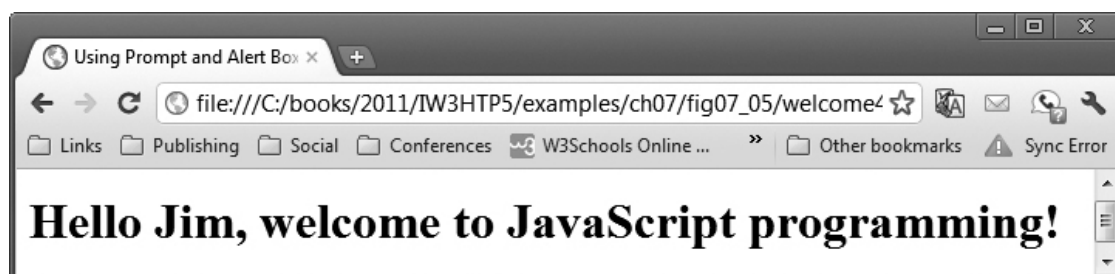 Using Prompt and Alert Box
file:///C:/books/2011/IW3HTP5/examples/ch07/fig07_05/welcome4
Links Publishing Social Conferences W3Schools Online ... » Other bookmarks Sync Error
Hello Jim, welcome to JavaScript programming!